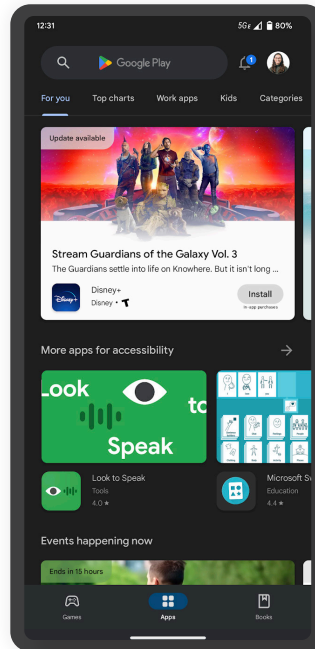 12:31
5GE
80%
Google Play
1
For you
Top charts
Work apps
Kids
Categories
Update available
Stream Guardians of the Galaxy Vol. 3
The Guardians settle into life on Knowhere. But it isn't long ...
Disney+
Disney+
Disney •
Install
In-app purchases
More apps for accessibility
Look
to
Speak
Look to Speak
Tools
4.0 ★
Microsoft
Education
4.4 ★
Events happening now
Ends in 15 hours
Games
Apps
Books